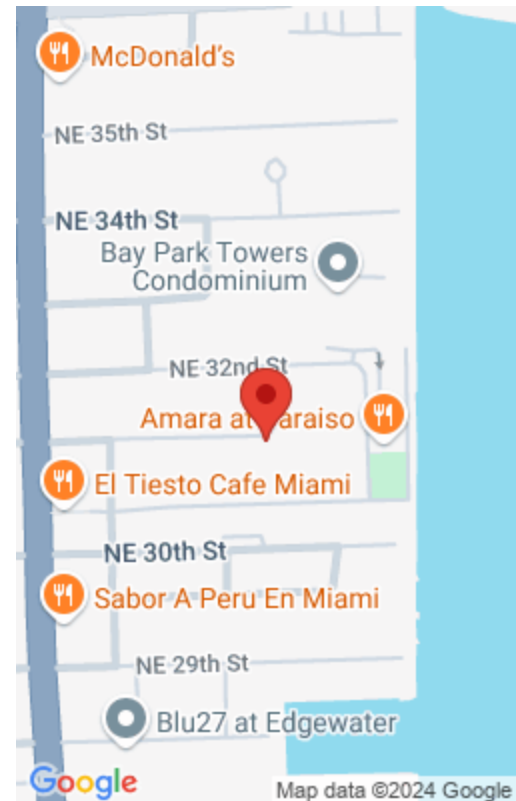 McDonald's
NE 35th St
NE 34th St
Bay Park Towers
Condominium
NE 32nd St
Amara at Paraiso
El Tiesto Cafe Miami
NE 30th St
Sabor A Peru En Miami
NE 29th St
Blu27 at Edgewater
Google
Map data ©2024 Google